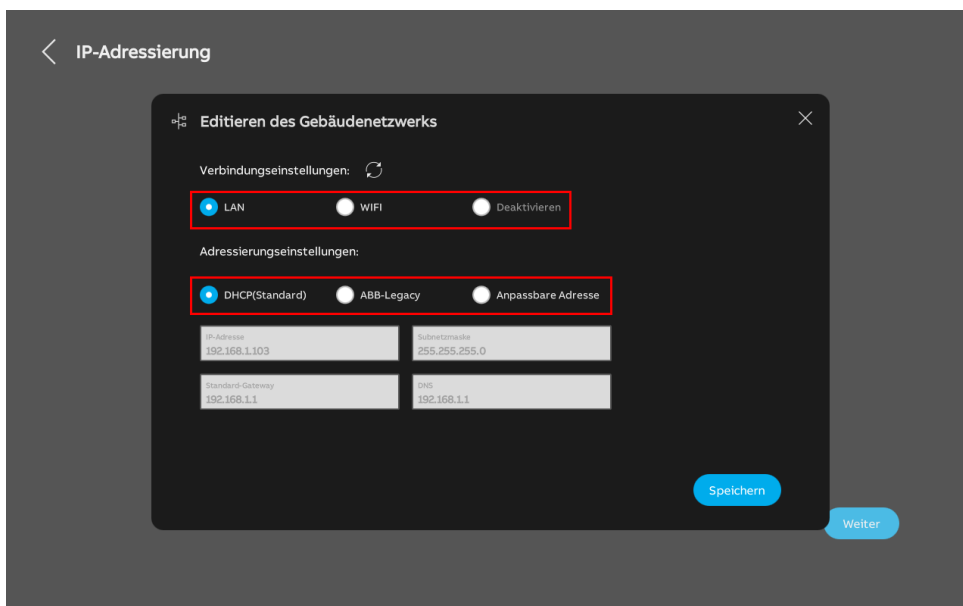 IP-Adressierung
Editieren des Gebäudenetzwerks
Verbindungseinstellungen:
LAN WIFI Deaktivieren
Adressierungseinstellungen:
DHCP(Standard) ABB-Legacy Anpassbare Adresse
IP-Adresse Subnetzmaske
192.168.1.103 255.255.255.0
Standard-Gateway DNS
192.168.1.1 192.168.1.1
Speichern
Weiter